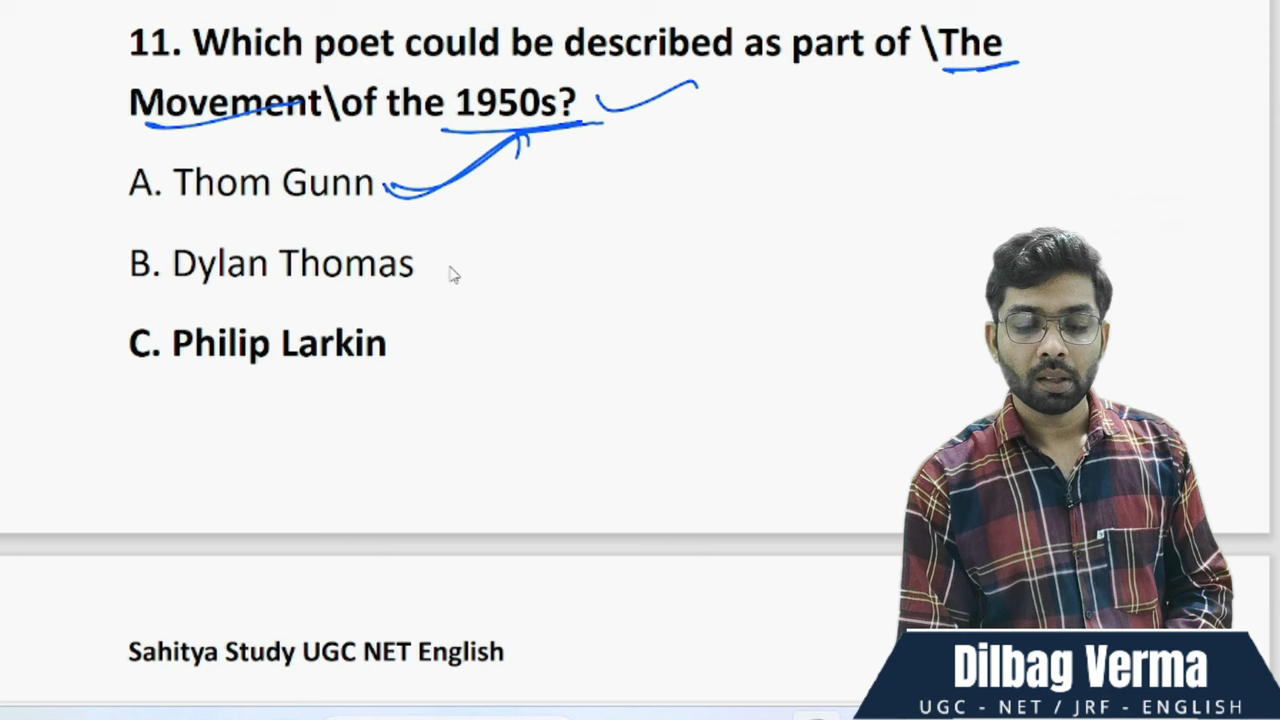 11. Which poet could be described as part of \The
Movement\of the 1950s?
A. Thom Gunn
B. Dylan Thomas
C. Philip Larkin
Sahitya Study UGC NET English
Dilbag Verma
UGC - NET / JRF - ENGLISH